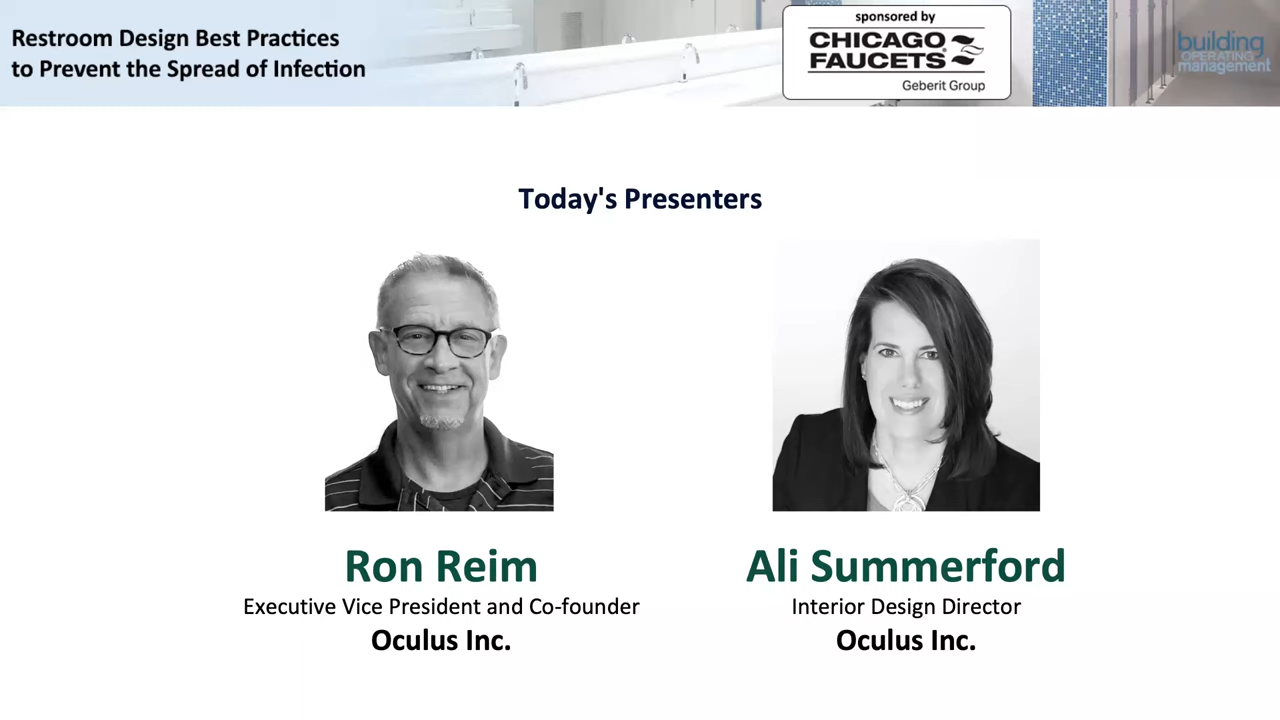 Restroom Design Best Practices
to Prevent the Spread of Infection
sponsored by
CHICAGO
FAUCETS
Geberit Group
building
OPERATING
management
Today's Presenters
Ron Reim
Executive Vice President and Co-founder
Oculus Inc.
Ali Summerford
Interior Design Director
Oculus Inc.